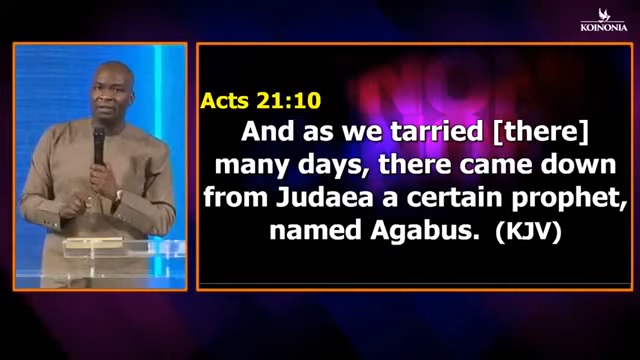 KOINONIA
Acts 21:10
And as we tarried [there]
many days, there came down
from Judaea a certain prophet,
named Agabus. (KJV)